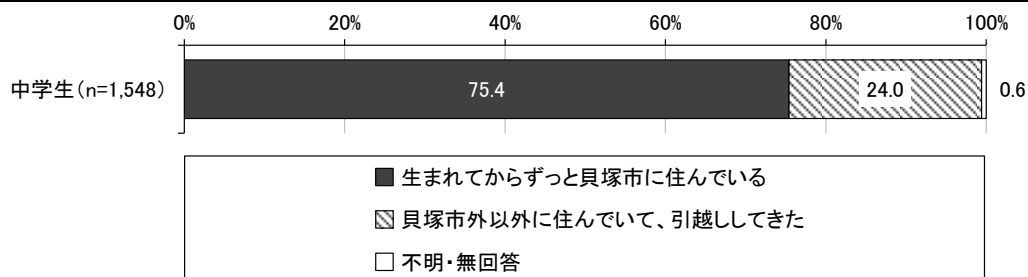 0% 20% 40% 60% 80% 100%
中学生(n=1,548) 75.4 24.0 0.6
生まれてからずっと貝塚市に住んでいる
貝塚市外以外に住んでいて、引越ししてきた
不明・無回答